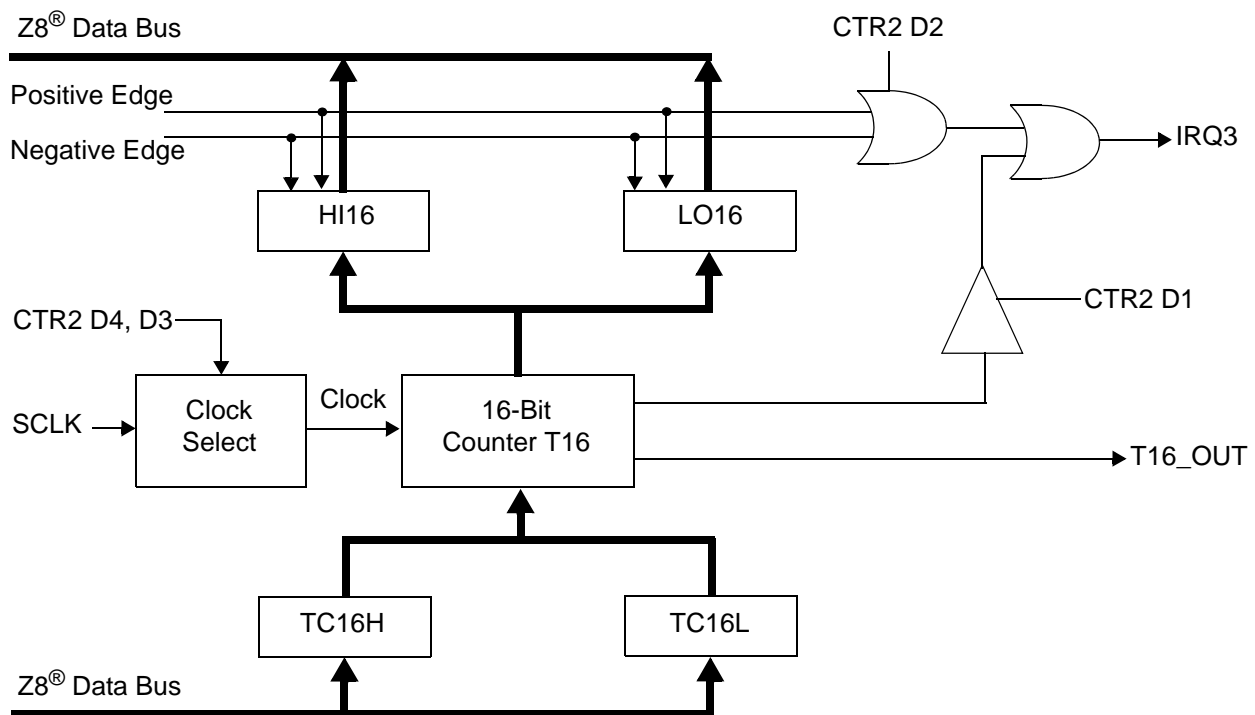 Z8® Data Bus
CTR2 D2
Positive Edge
Negative Edge
IRQ3
HI16
LO16
CTR2 D4, D3
CTR2 D1
SCLK
Clock
Select
Clock
16-Bit
Counter T16
T16_OUT
TC16H
TC16L
Z8® Data Bus